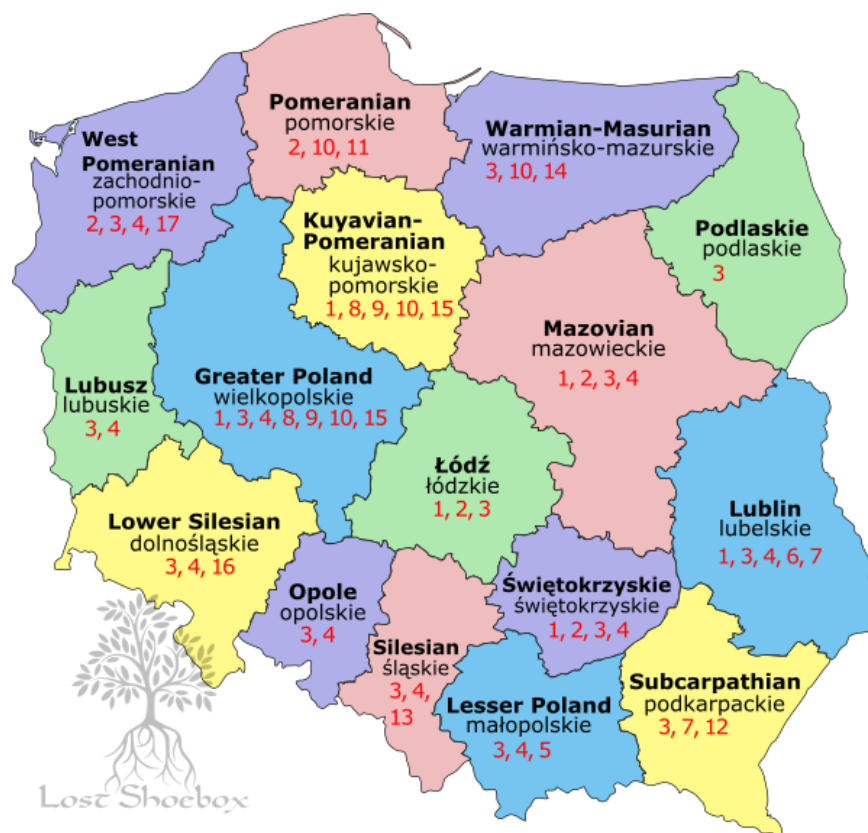 Pomeranian
pomorskie
2, 10, 11
West
Pomeranian
zachodnio-
pomorskie
2, 3, 4, 17
Warmian-Masurian
warmińsko-mazurskie
3, 10, 14
Kuyavian-
Pomeranian
kujawsko-
pomorskie
1, 8, 9, 10, 15
Podlaskie
podlaskie
3
Mazovian
mazowieckie
1, 2, 3, 4
Lubusz
lubuskie
3, 4
Greater Poland
wielkopolskie
1, 3, 4, 8, 9, 10, 15
Łódź
łódzkie
1, 2, 3
Lublin
lubelskie
1, 3, 4, 6, 7
Lower Silesian
dolnośląskie
3, 4, 16
Opole
opolskie
3, 4
Silesian
śląskie
3, 4,
13
Świętokrzyskie
świętokrzyskie
1, 2, 3, 4
Lesser Poland
małopolskie
3, 4, 5
Subcarpathian
podkarpackie
3, 7, 12
Lost Shoebox